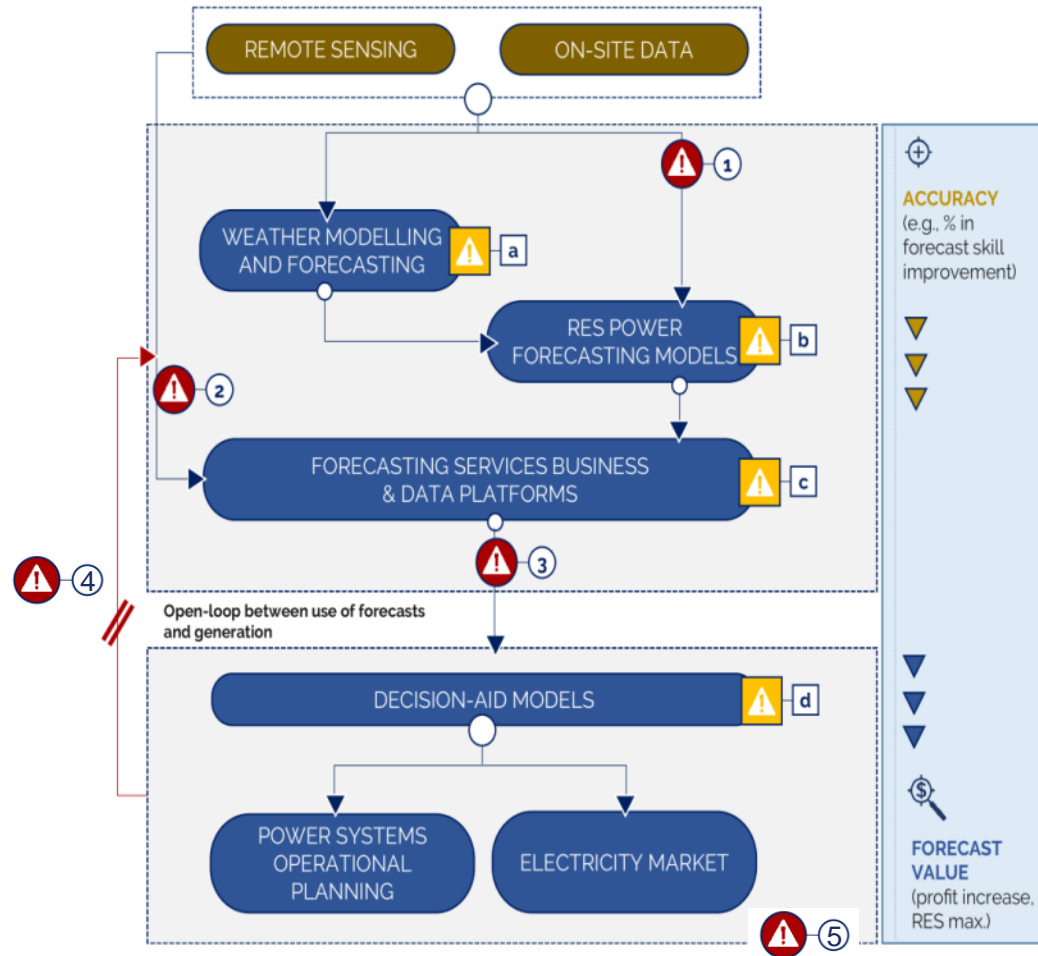 REMOTE SENSING
ON-SITE DATA
1
ACCURACY
(e.g., % in
forecast skill
improvement)
WEATHER MODELLING
AND FORECASTING
a
RES POWER
FORECASTING MODELS
b
2
FORECASTING SERVICES BUSINESS
& DATA PLATFORMS
c
3
4
Open-loop between use of forecasts
and generation
DECISION-AID MODELS
d
POWER SYSTEMS
OPERATIONAL
PLANNING
ELECTRICITY MARKET
$
FORECAST
VALUE
(profit increase,
RES max.)
5